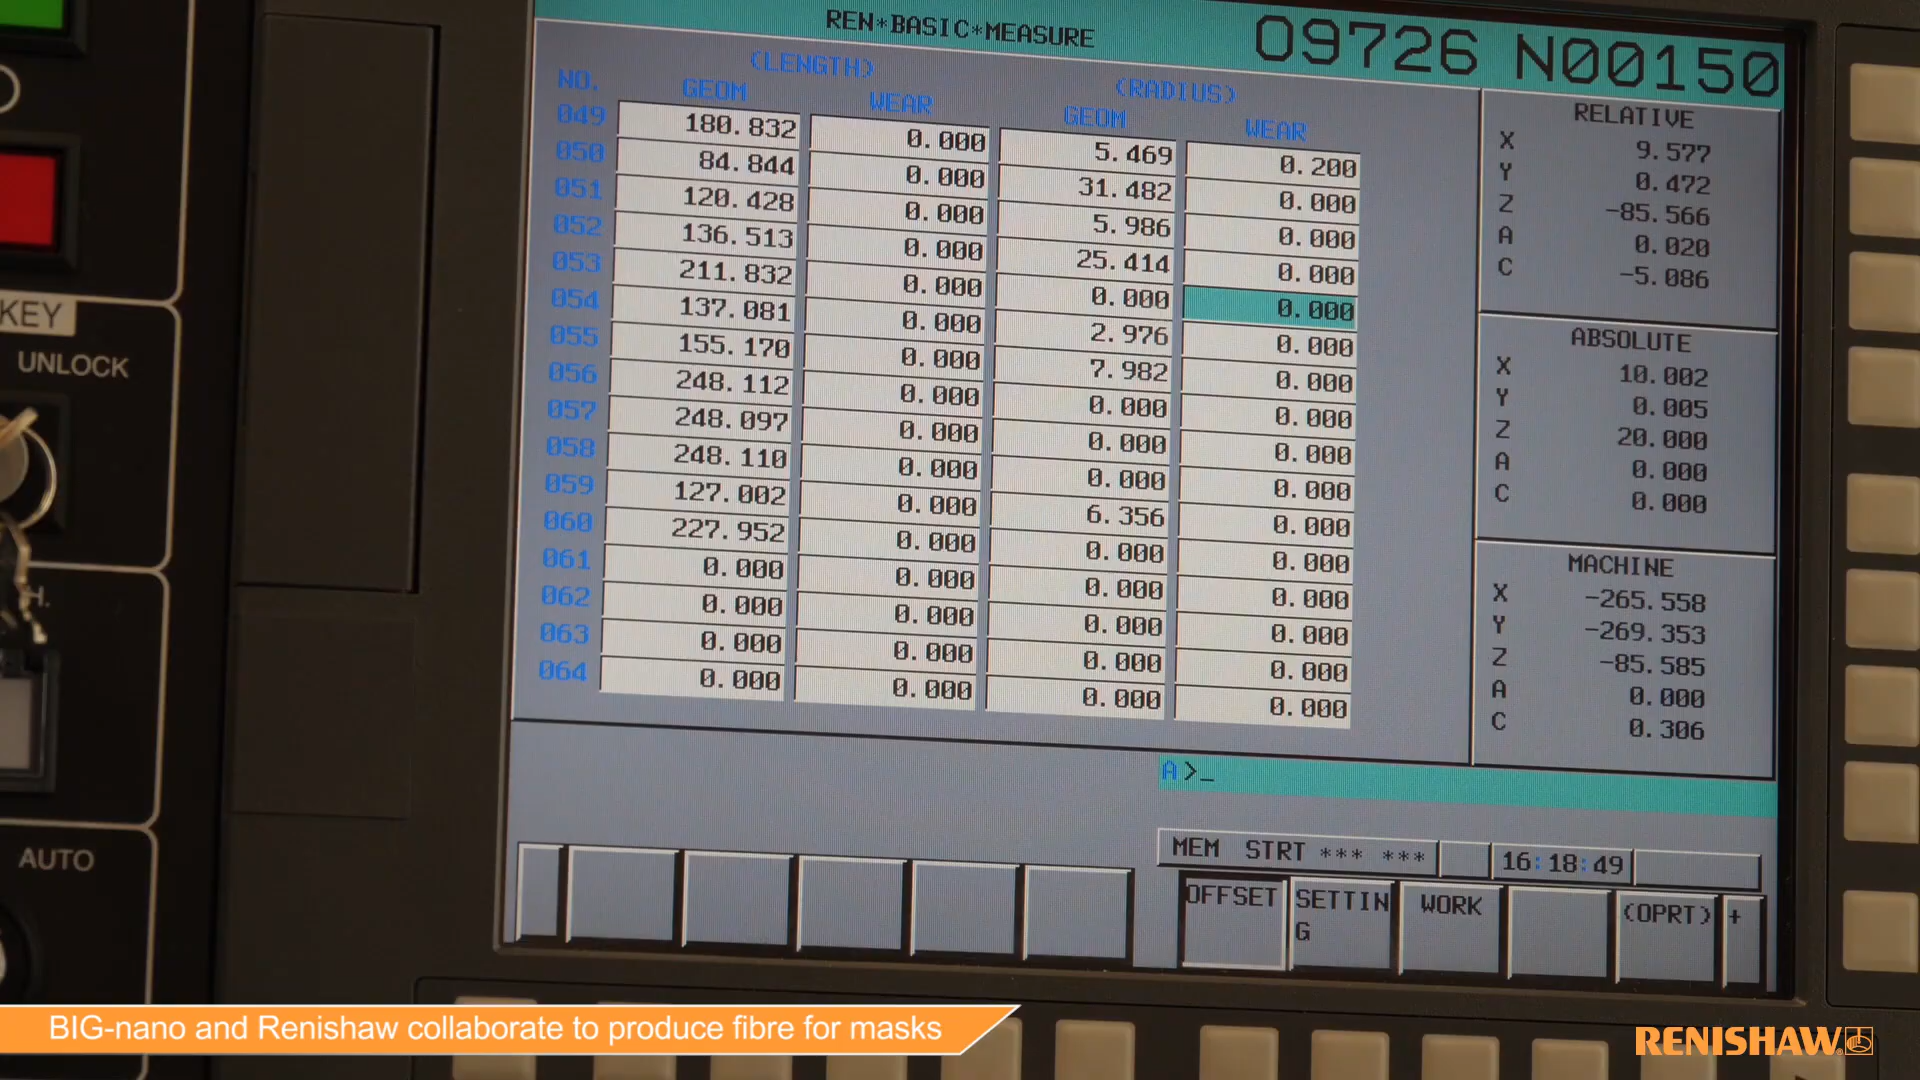 REN*BASIC*MEASURE
O9726 N00150
(LENGTH) (RADIUS)
NO. GEOM WEAR GEOM WEAR
049 180.832 0.000 5.469 0.200
050 84.844 0.000 31.482 0.000
051 120.428 0.000 5.986 0.000
052 136.513 0.000 25.414 0.000
053 211.832 0.000 0.000 0.000
054 137.081 0.000 2.976 0.000
055 155.170 0.000 7.982 0.000
056 248.112 0.000 0.000 0.000
057 248.097 0.000 0.000 0.000
058 248.110 0.000 0.000 0.000
059 127.002 0.000 6.356 0.000
060 227.952 0.000 0.000 0.000
061 0.000 0.000 0.000 0.000
062 0.000 0.000 0.000 0.000
063 0.000 0.000 0.000 0.000
064 0.000 0.000 0.000 0.000
RELATIVE
X 9.577
Y 0.472
Z -85.566
A 0.020
C -5.086
ABSOLUTE
X 10.002
Y 0.005
Z 20.000
A 0.000
C 0.000
MACHINE
X -265.558
Y -269.353
Z -85.585
A 0.000
C 0.306
A >_
MEM STRT *** *** 16:18:49
OFFSET SETTIN WORK (OPRT) +
G
KEY
UNLOCK
H.
AUTO
BIG-nano and Renishaw collaborate to produce fibre for masks
RENISHAW